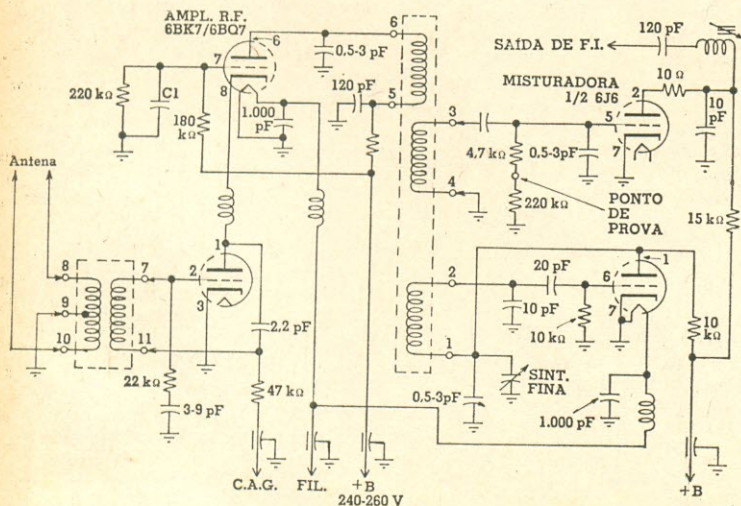 AMPL. R.F.
6BK7/6BQ7
6
7
8
220 kΩ
C1
180
kΩ
1.000
pF
0,5-3 pF
120 pF
6
5
3
4
2
1
SAÍDA DE F.I.
120 pF
MISTURADORA
1/2 6J6
10 Ω
2
5
7
10
pF
4,7 kΩ
0,5-3pF
220 kΩ
PONTO
DE
PROVA
15 kΩ
Antena
8
9
10
7
11
1
2
3
2,2 pF
22 kΩ
3-9 pF
47 kΩ
20 pF
10 pF
10 kΩ
6
1
7
10
kΩ
SINT.
FINA
0,5-3pF
1.000 pF
C.A.G.
FIL.
+B
240-260 V
+B